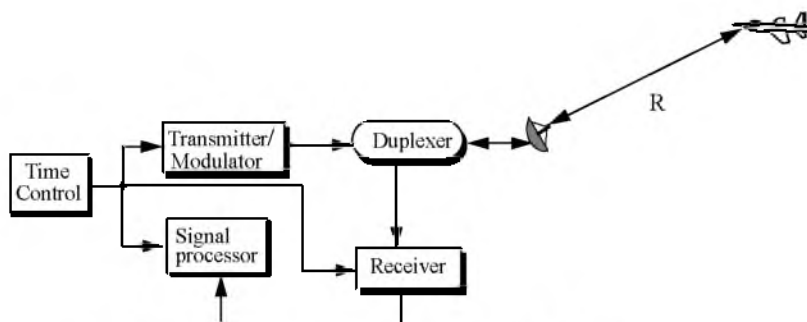 R
Transmitter/
Modulator
Duplexer
Time
Control
Signal
processor
Receiver